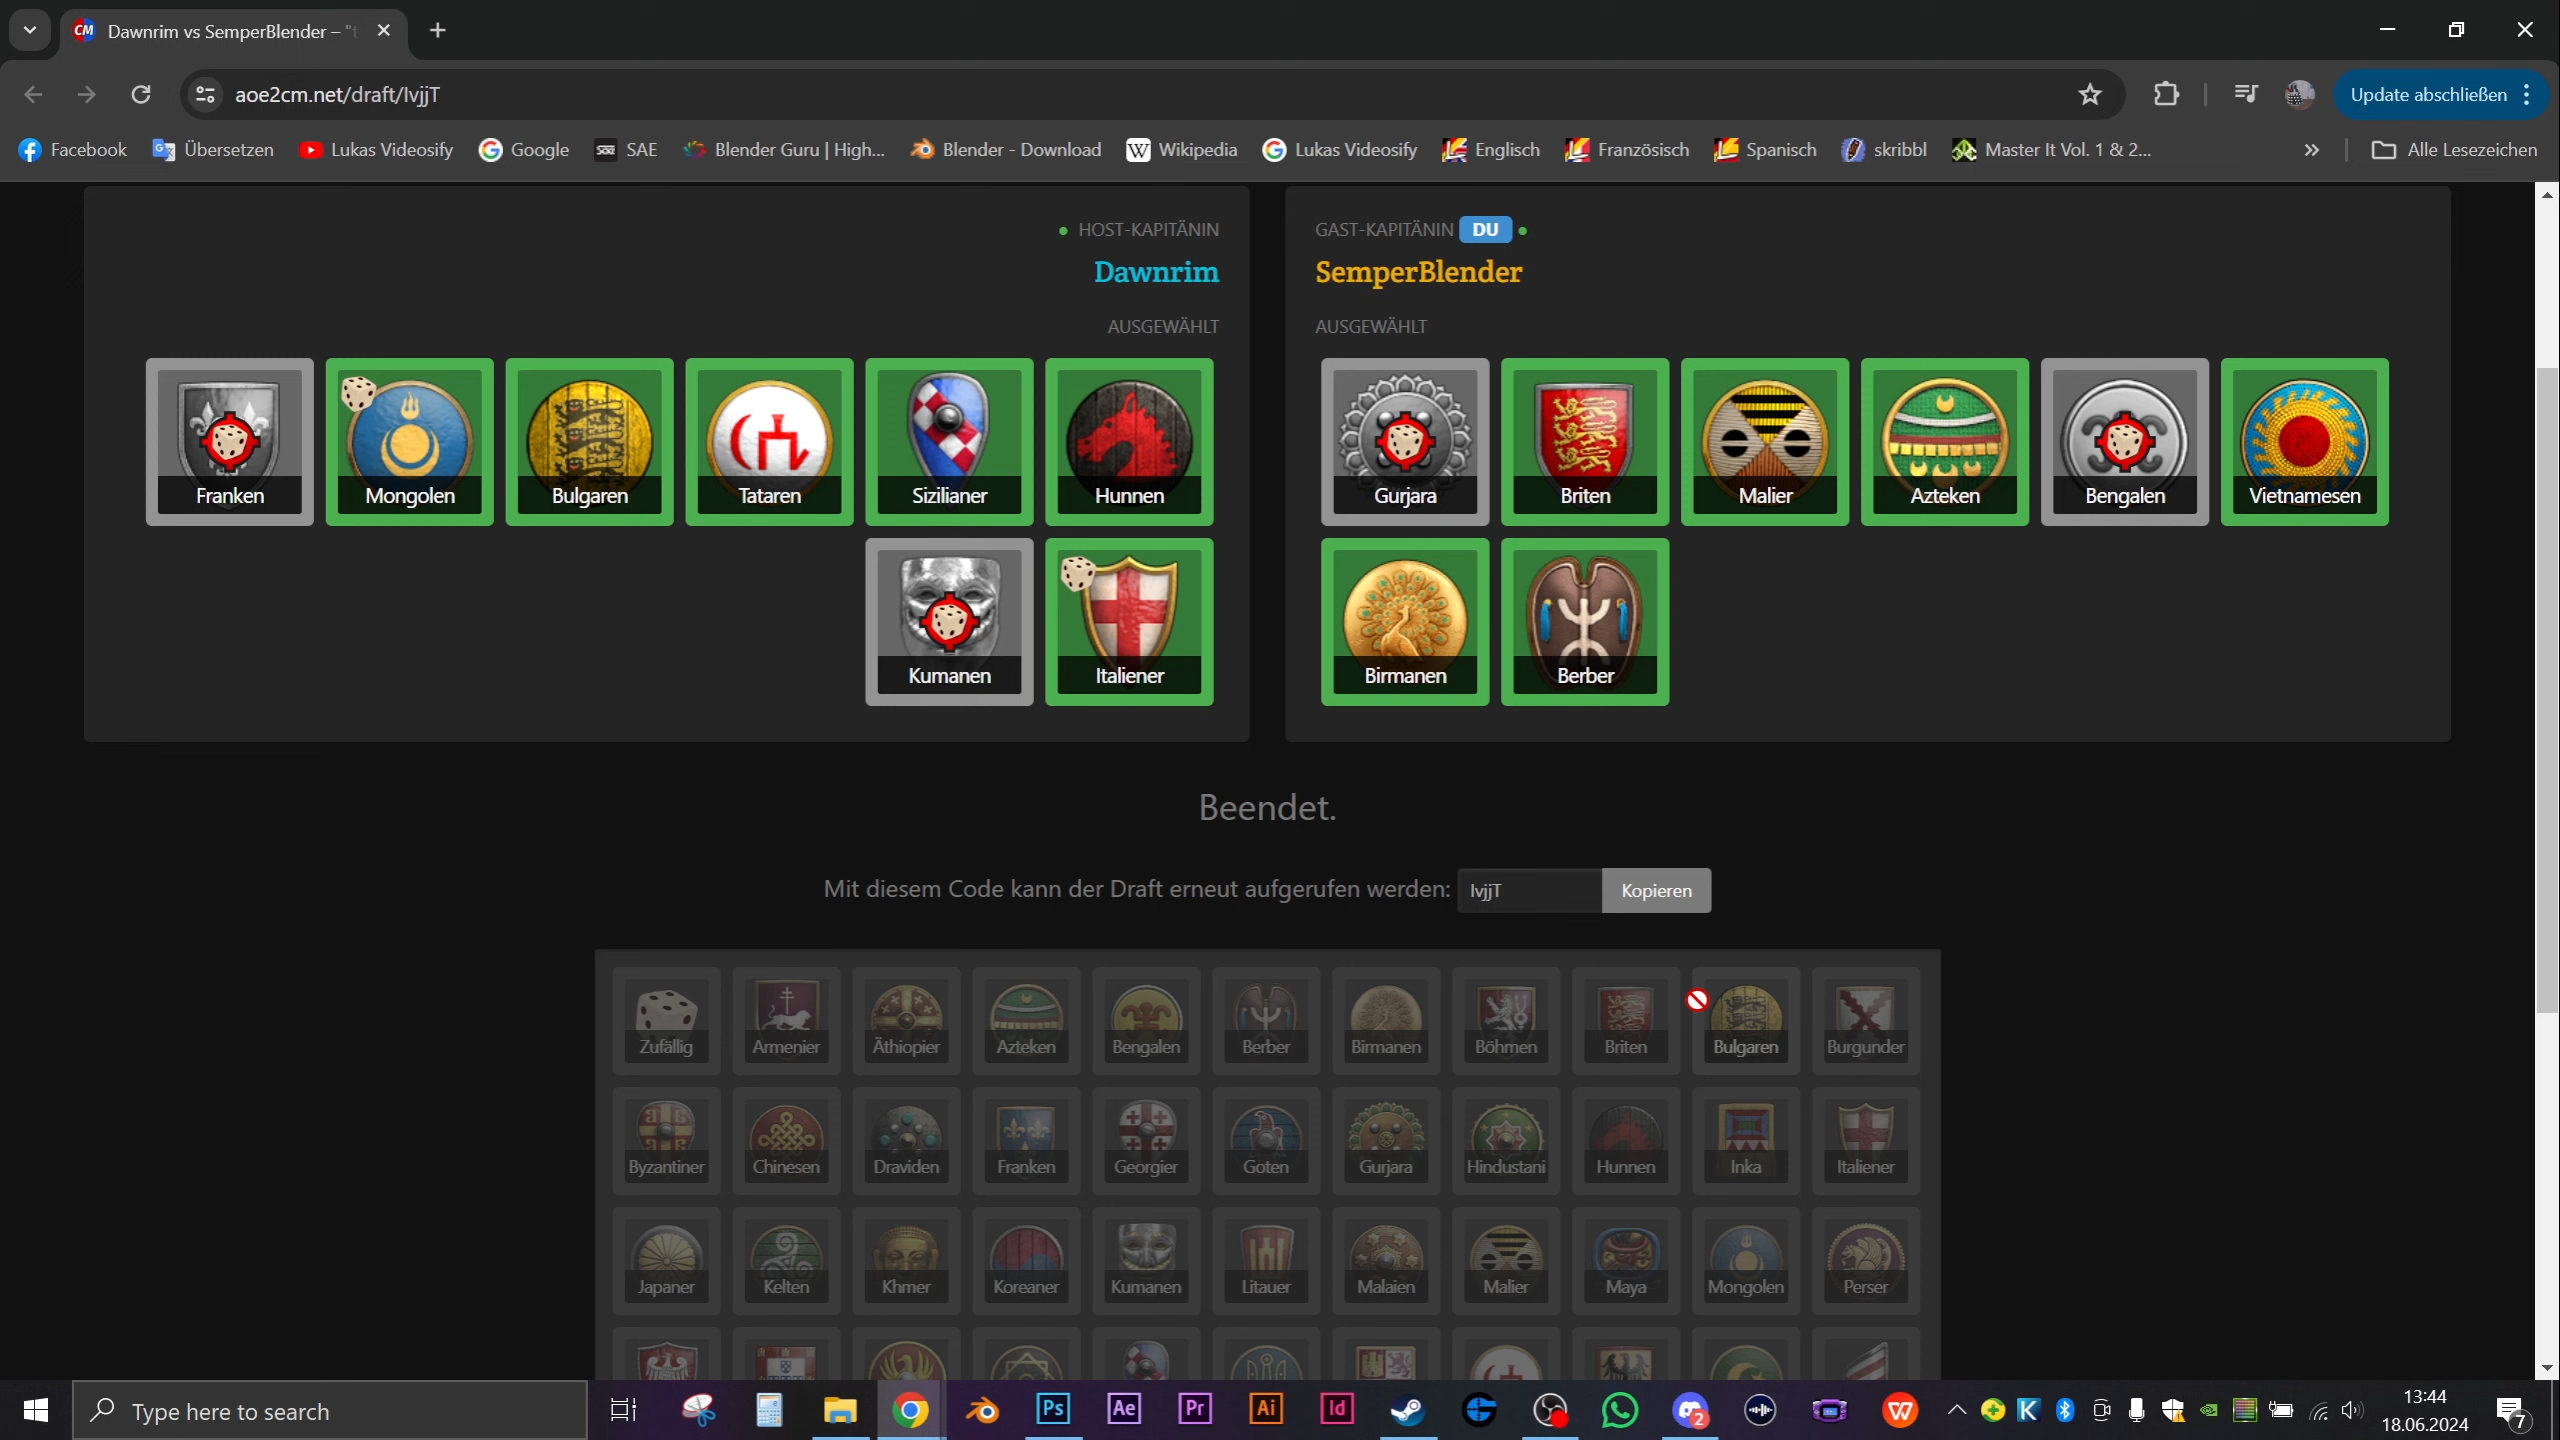 Dawnrim vs SemperBlender – "t
aoe2cm.net/draft/IvjjT
Update abschließen
Facebook
Übersetzen
Lukas Videosify
Google
SAE
Blender Guru | High...
Blender - Download
Wikipedia
Lukas Videosify
Englisch
Französisch
Spanisch
skribbl
Master It Vol. 1 & 2...
»
Alle Lesezeichen
HOST-KAPITÄNIN
Dawnrim
AUSGEWÄHLT
Franken
Mongolen
Bulgaren
Tataren
Sizilianer
Hunnen
Kumanen
Italiener
GAST-KAPITÄNIN DU
SemperBlender
AUSGEWÄHLT
Gurjara
Briten
Malier
Azteken
Bengalen
Vietnamesen
Birmanen
Berber
Beendet.
Mit diesem Code kann der Draft erneut aufgerufen werden: IvjjT Kopieren
Zufällig
Armenier
Äthiopier
Azteken
Bengalen
Berber
Birmanen
Böhmen
Briten
Bulgaren
Burgunder
Byzantiner
Chinesen
Draviden
Franken
Georgier
Goten
Gurjara
Hindustani
Hunnen
Inka
Italiener
Japaner
Kelten
Khmer
Koreaner
Kumanen
Litauer
Malaien
Malier
Maya
Mongolen
Perser
Type here to search
13:44
18.06.2024